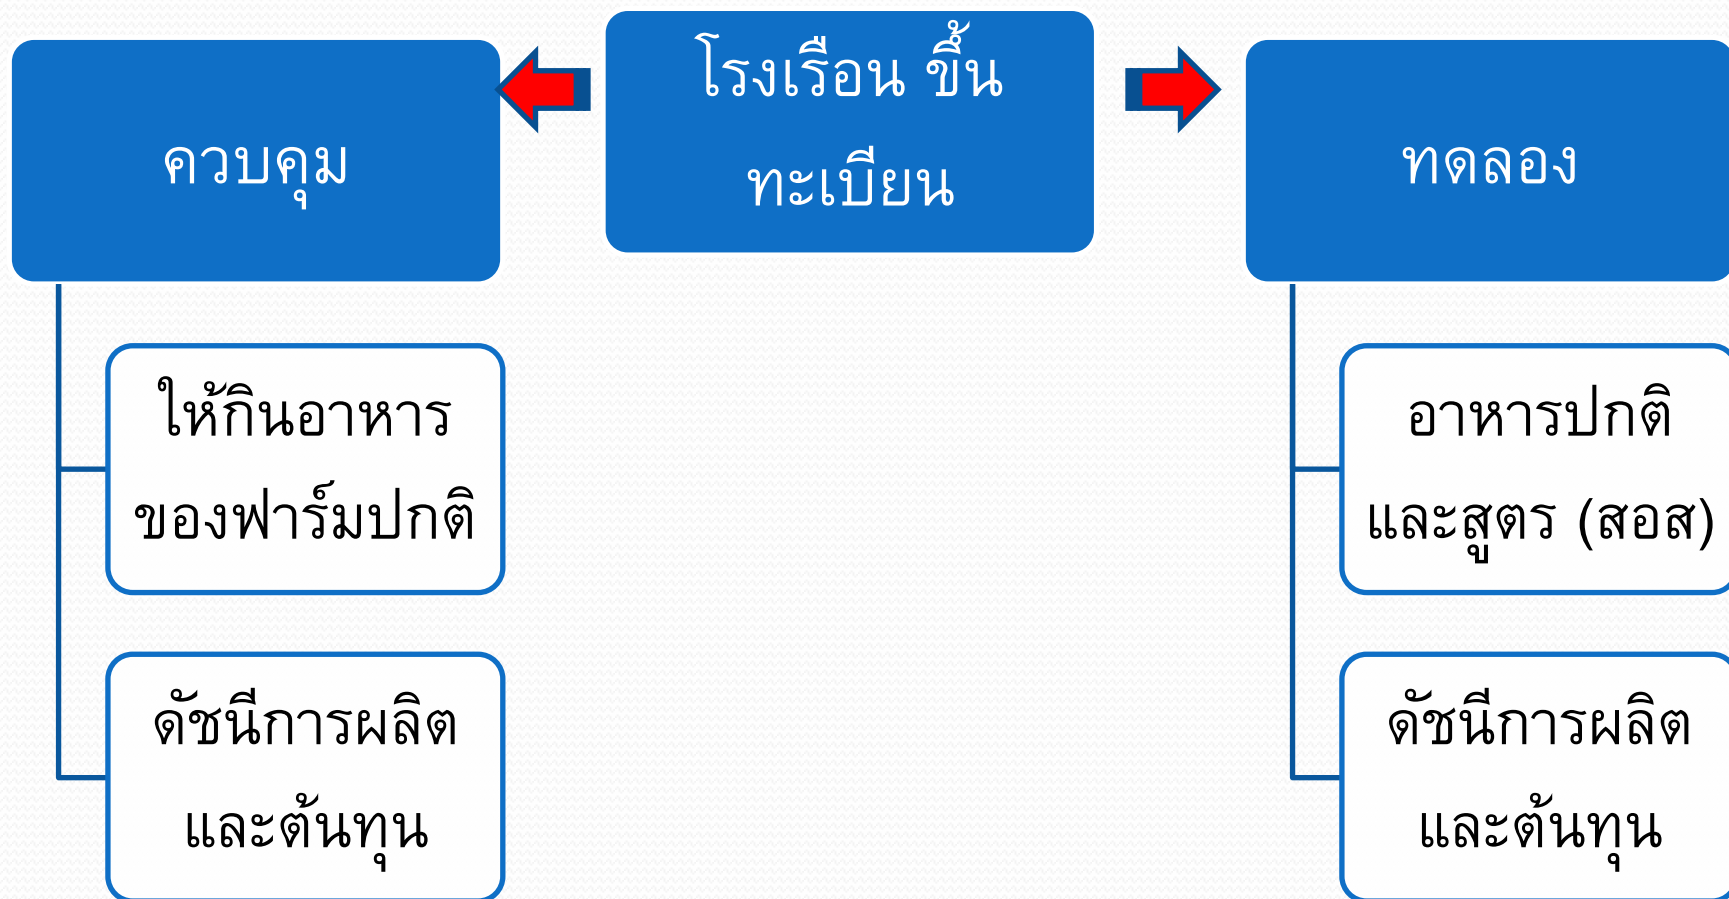 โรงเรือน ขึ้น
ทะเบียน
ควบคุม
ให้กินอาหาร
ของฟาร์มปกติ
ดัชนีการผลิต
และต้นทุน
ทดลอง
อาหารปกติ
และสูตร (สอส)
ดัชนีการผลิต
และต้นทุน